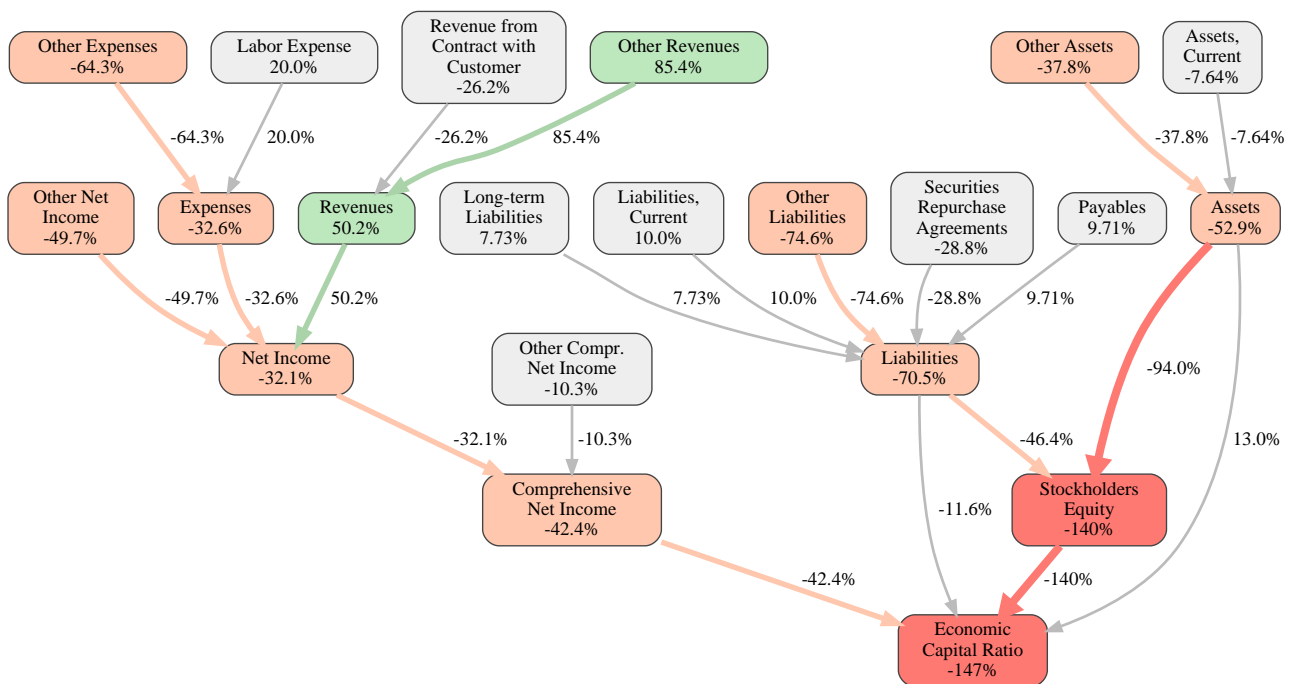 Other Expenses
-64.3%
Labor Expense
20.0%
Revenue from
Contract with
Customer
-26.2%
Other Revenues
85.4%
Other Assets
-37.8%
Assets,
Current
-7.64%
-64.3%
20.0%
-26.2%
85.4%
-37.8%
-7.64%
Other Net
Income
-49.7%
Expenses
-32.6%
Revenues
50.2%
Long-term
Liabilities
7.73%
Liabilities,
Current
10.0%
Other
Liabilities
-74.6%
Securities
Repurchase
Agreements
-28.8%
Payables
9.71%
Assets
-52.9%
-49.7%
-32.6%
50.2%
7.73%
10.0%
-74.6%
-28.8%
9.71%
Net Income
-32.1%
Other Compr.
Net Income
-10.3%
Liabilities
-70.5%
-94.0%
-32.1%
-10.3%
-46.4%
13.0%
Comprehensive
Net Income
-42.4%
-11.6%
Stockholders
Equity
-140%
-42.4%
-140%
Economic
Capital Ratio
-147%